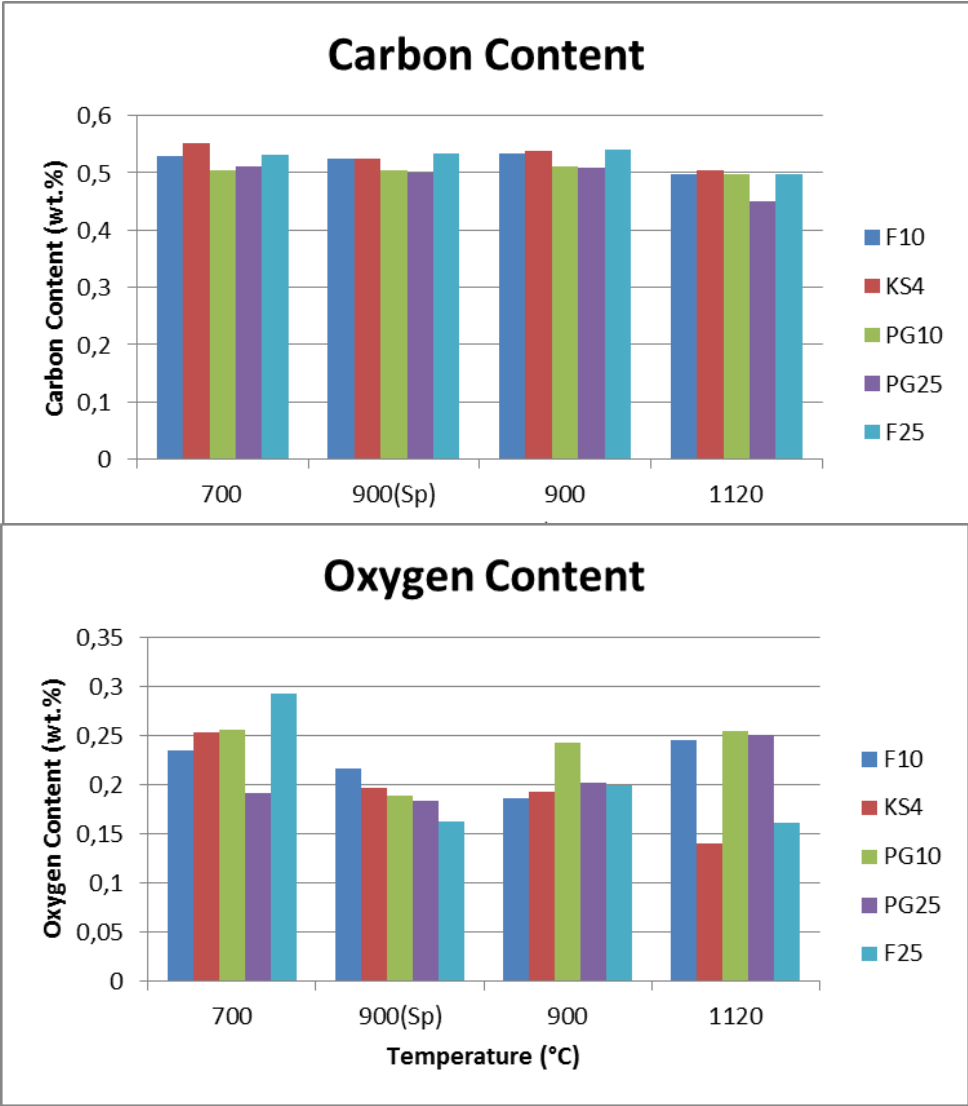 Carbon Content
Carbon Content (wt.%)
0,6
0,5
0,4
0,3
0,2
0,1
0
700 900(Sp) 900 1120
F10
KS4
PG10
PG25
F25
Oxygen Content
Oxygen Content (wt.%)
0,35
0,3
0,25
0,2
0,15
0,1
0,05
0
700 900(Sp) 900 1120
Temperature (°C)
F10
KS4
PG10
PG25
F25